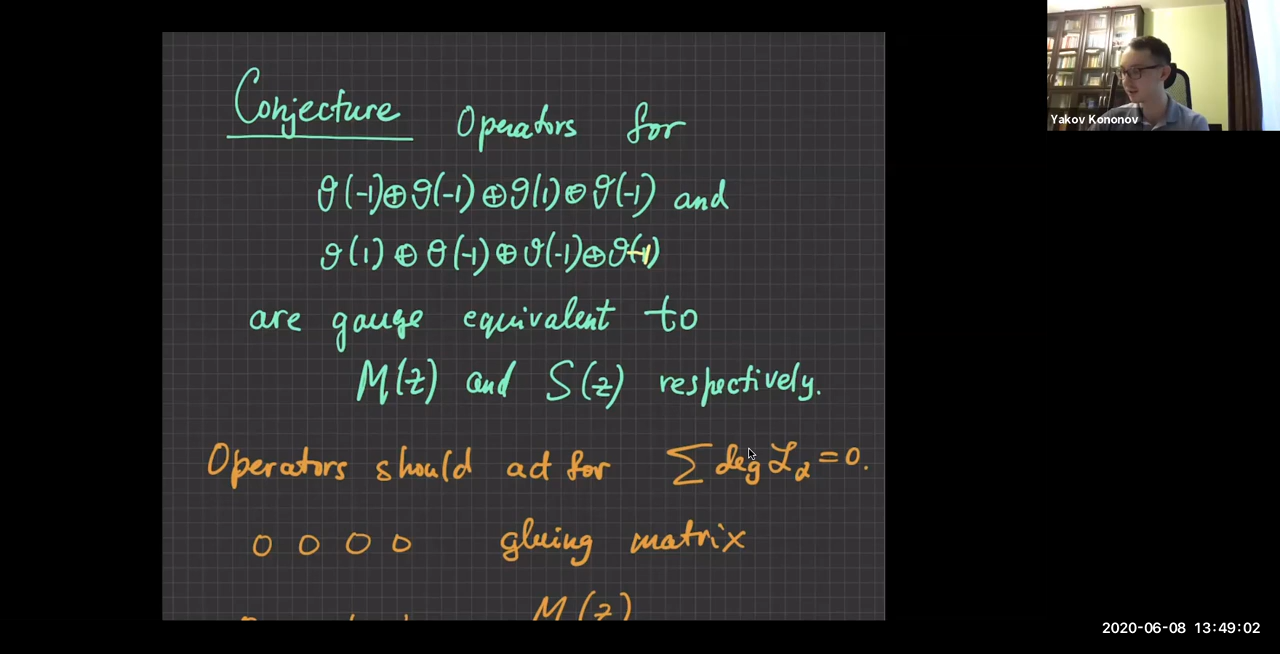 Conjecture Operators for
O(-1)⊕O(-1)⊕O(1)⊕O(-1) and
O(1)⊕O(-1)⊕O(-1)⊕O(-1)
are gauge equivalent to
M(z) and S(z) respectively.
Operators should act for ∑ deg ℒ_α = 0.
0 0 0 0 gluing matrix
M(z)
Yakov Kononov
2020-06-08 13:49:02